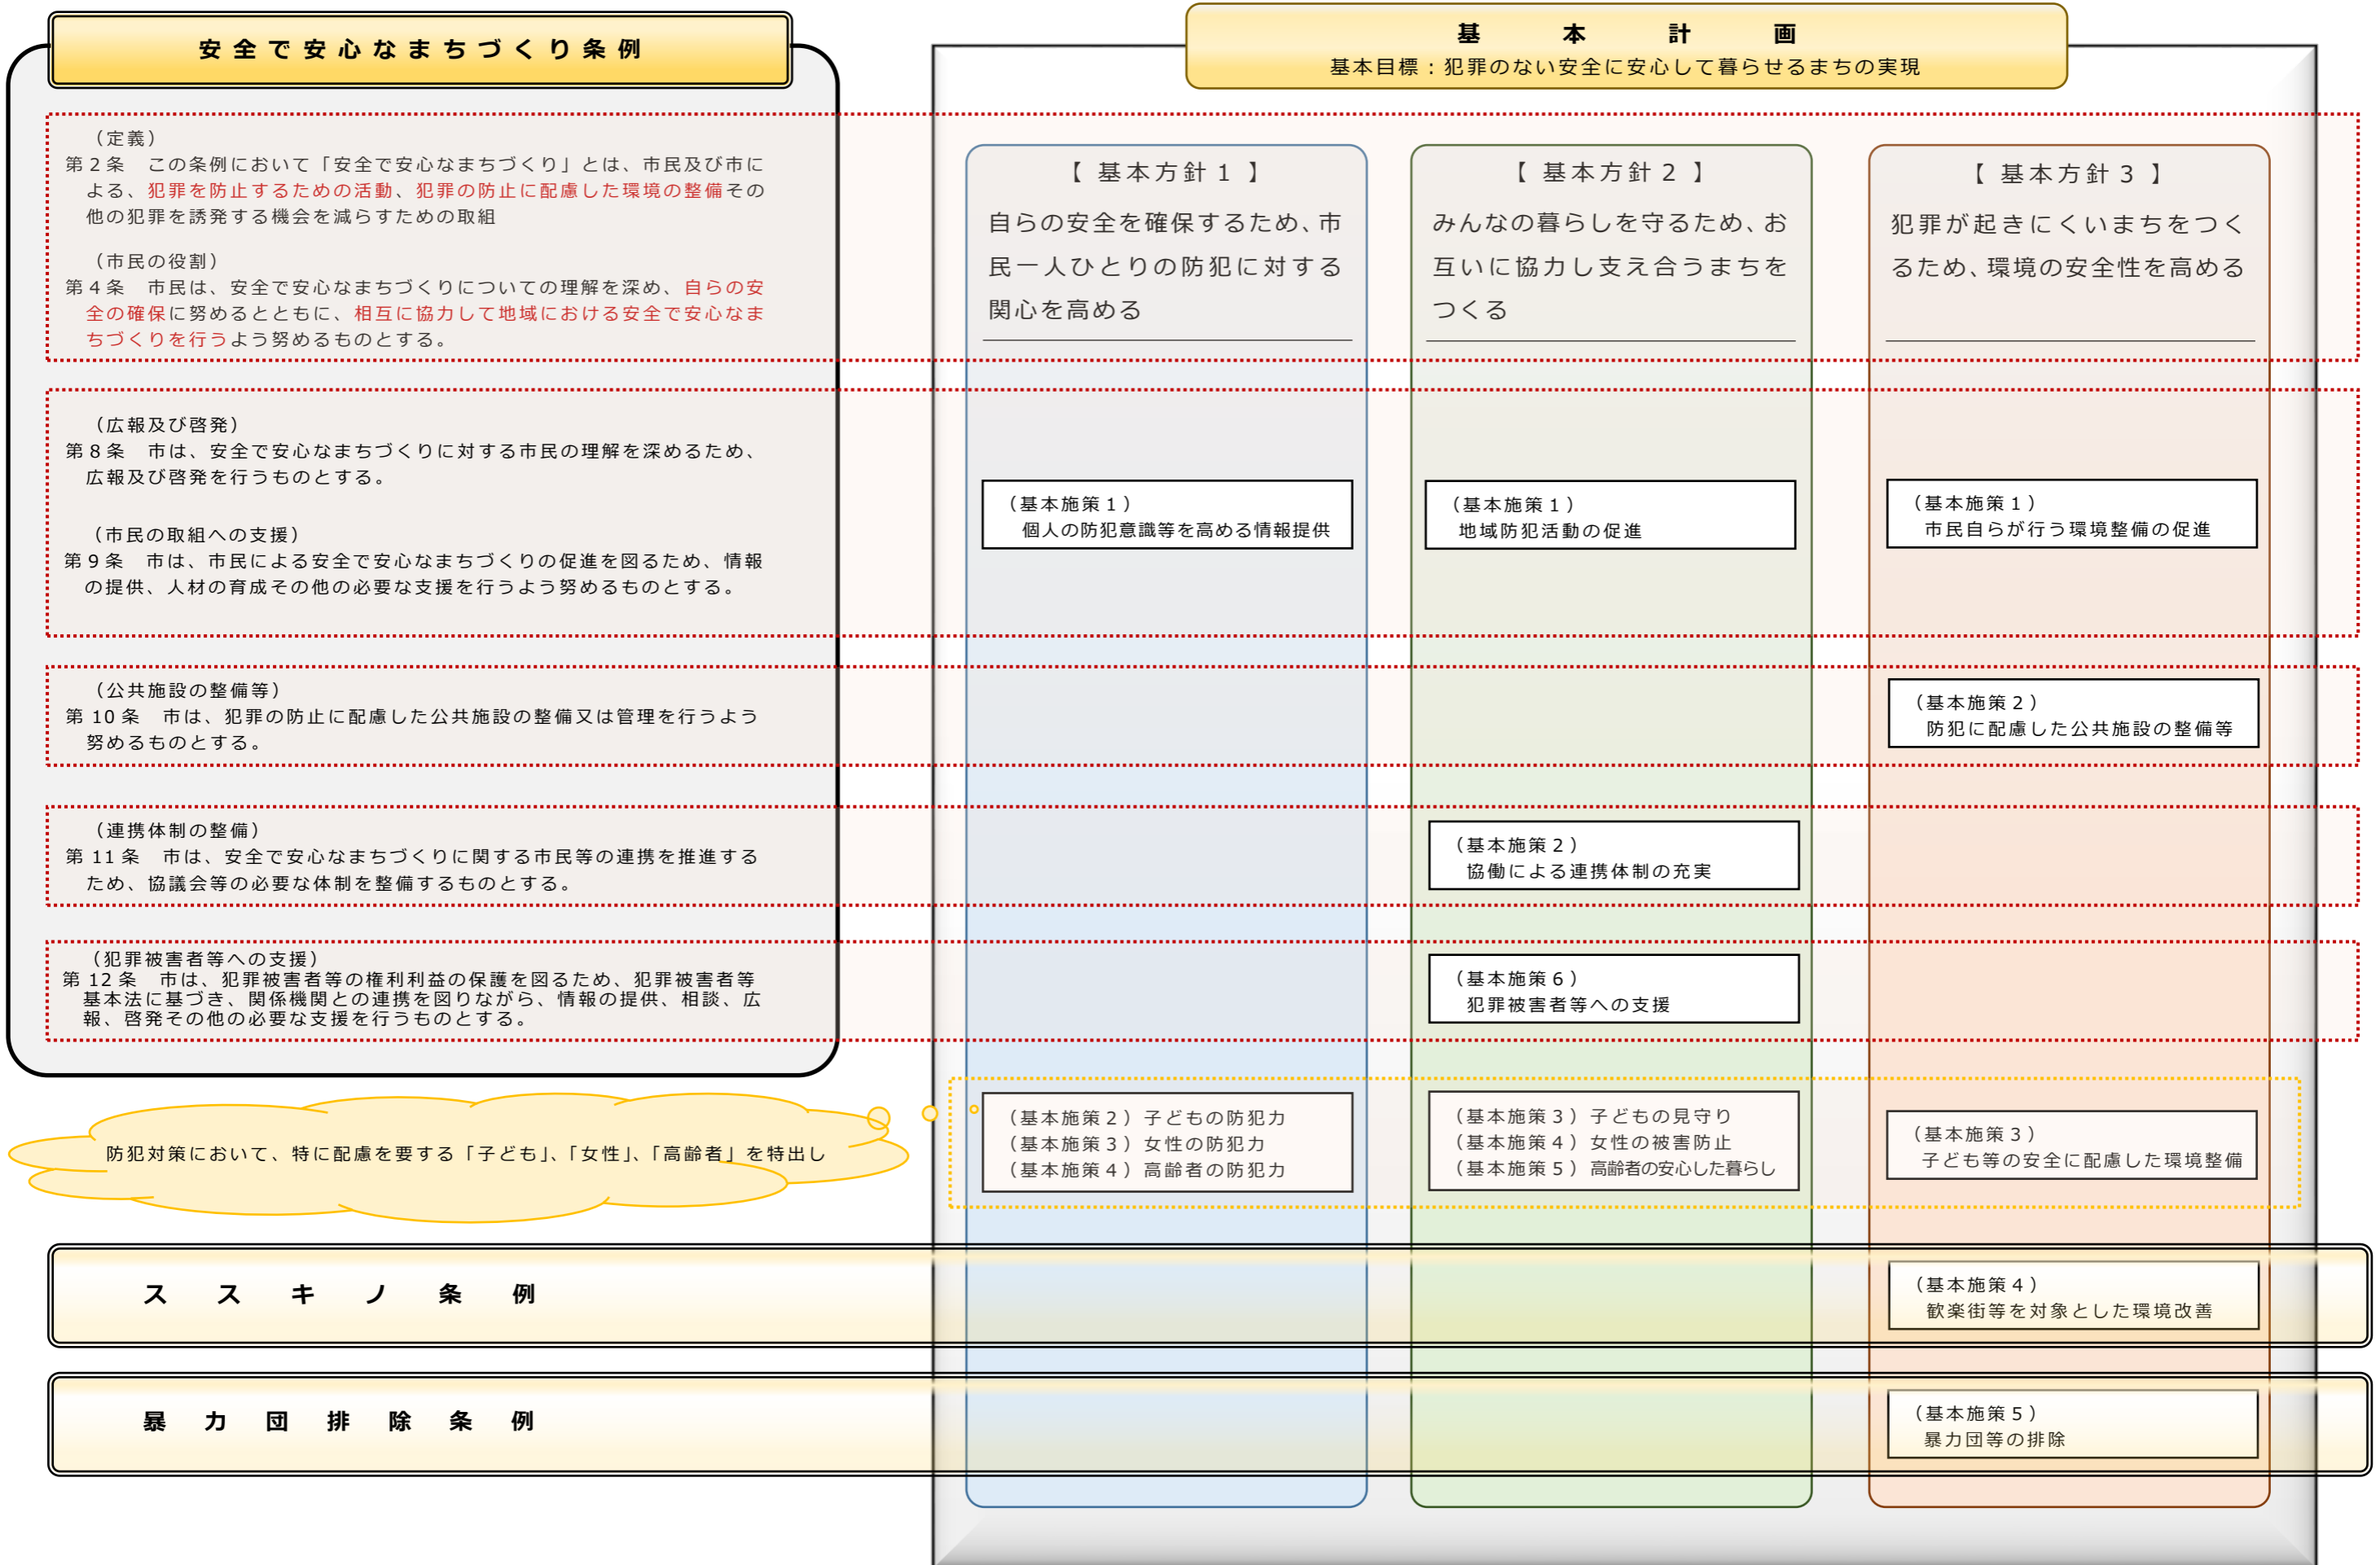 安全で安心なまちづくり条例
（定義）
第２条　この条例において「安全で安心なまちづくり」とは、市民及び市に
よる、犯罪を防止するための活動、犯罪の防止に配慮した環境の整備その
他の犯罪を誘発する機会を減らすための取組
（市民の役割）
第４条　市民は、安全で安心なまちづくりについての理解を深め、自らの安
全の確保に努めるとともに、相互に協力して地域における安全で安心なま
ちづくりを行うよう努めるものとする。
（広報及び啓発）
第８条　市は、安全で安心なまちづくりに対する市民の理解を深めるため、
広報及び啓発を行うものとする。
（市民の取組への支援）
第９条　市は、市民による安全で安心なまちづくりの促進を図るため、情報
の提供、人材の育成その他の必要な支援を行うよう努めるものとする。
（公共施設の整備等）
第 10 条　市は、犯罪の防止に配慮した公共施設の整備又は管理を行うよう
努めるものとする。
（連携体制の整備）
第 11 条　市は、安全で安心なまちづくりに関する市民等の連携を推進する
ため、協議会等の必要な体制を整備するものとする。
（犯罪被害者等への支援）
第 12 条　市は、犯罪被害者等の権利利益の保護を図るため、犯罪被害者等
基本法に基づき、関係機関との連携を図りながら、情報の提供、相談、広
報、啓発その他の必要な支援を行うものとする。
防犯対策において、特に配慮を要する「子ども」、「女性」、「高齢者」を特出し
基本計画
基本目標：犯罪のない安全に安心して暮らせるまちの実現
【 基本方針１ 】
自らの安全を確保するため、市
民一人ひとりの防犯に対する
関心を高める
（基本施策１）
個人の防犯意識等を高める情報提供
（基本施策２）子どもの防犯力
（基本施策３）女性の防犯力
（基本施策４）高齢者の防犯力
【 基本方針２ 】
みんなの暮らしを守るため、お
互いに協力し支え合うまちを
つくる
（基本施策１）
地域防犯活動の促進
（基本施策２）
協働による連携体制の充実
（基本施策６）
犯罪被害者等への支援
（基本施策３）子どもの見守り
（基本施策４）女性の被害防止
（基本施策５）高齢者の安心した暮らし
【 基本方針３ 】
犯罪が起きにくいまちをつく
るため、環境の安全性を高める
（基本施策１）
市民自らが行う環境整備の促進
（基本施策２）
防犯に配慮した公共施設の整備等
（基本施策３）
子ども等の安全に配慮した環境整備
ススキノ条例
（基本施策４）
歓楽街等を対象とした環境改善
暴力団排除条例
（基本施策５）
暴力団等の排除